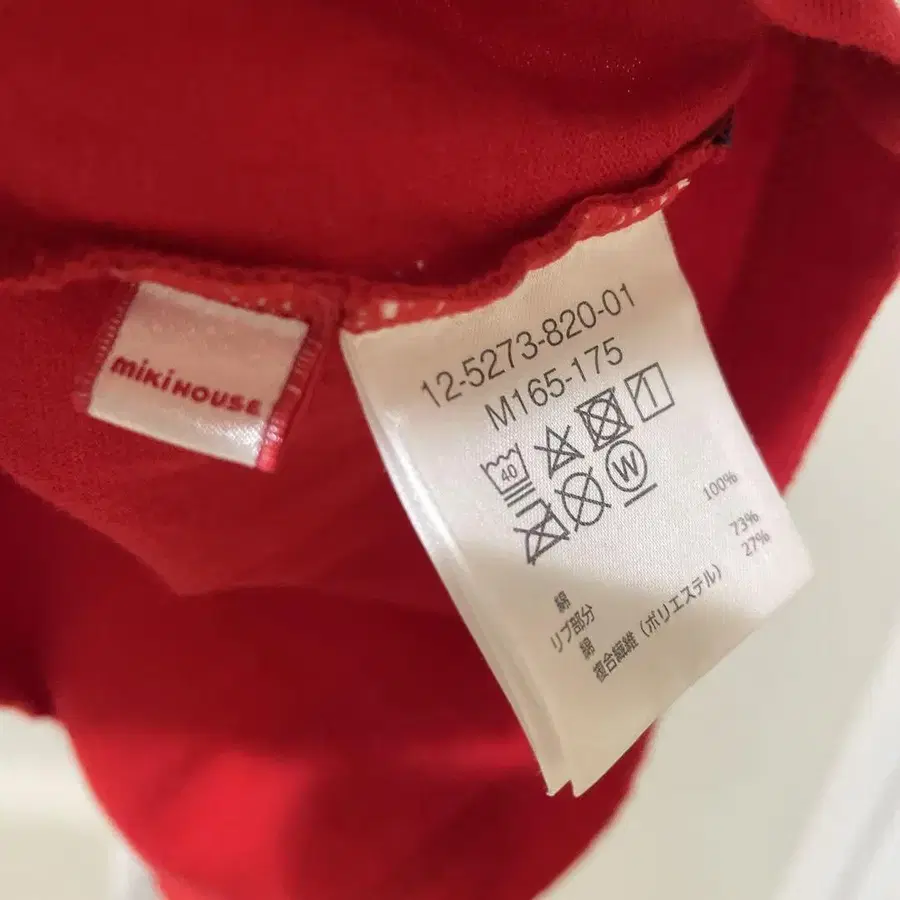 miKiHOUSE
12-5273-820-01
M165-175
40
W
綿 100%
リブ部分
綿 73%
複合繊維（ポリエステル） 27%